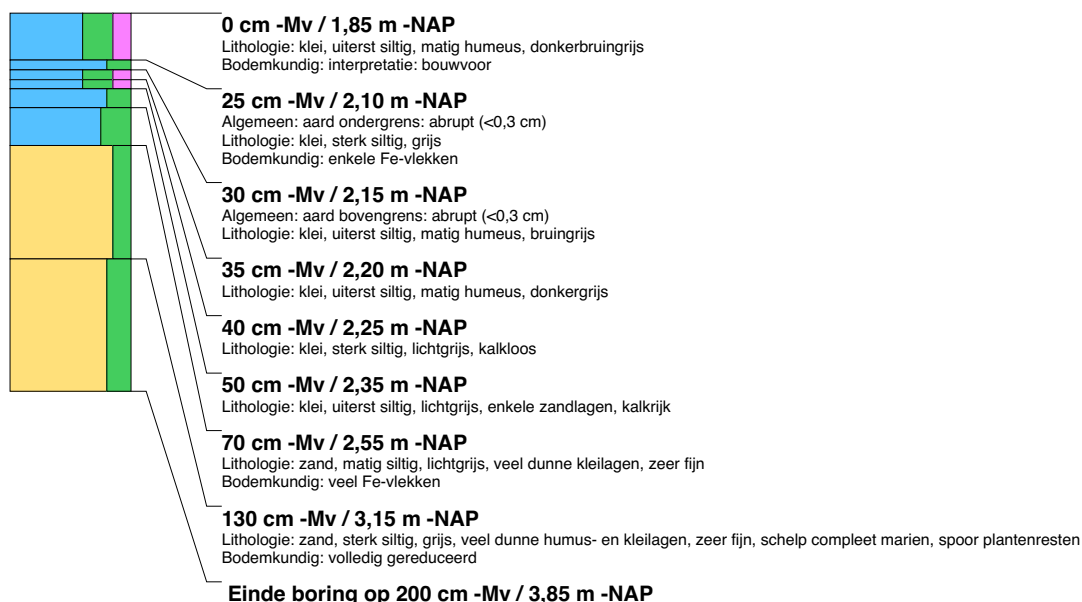 0 cm -Mv / 1,85 m -NAP
Lithologie: klei, uiterst siltig, matig humeus, donkerbruingrijs
Bodemkundig: interpretatie: bouwvoor
25 cm -Mv / 2,10 m -NAP
Algemeen: aard ondergrens: abrupt (<0,3 cm)
Lithologie: klei, sterk siltig, grijs
Bodemkundig: enkele Fe-vlekken
30 cm -Mv / 2,15 m -NAP
Algemeen: aard bovengrens: abrupt (<0,3 cm)
Lithologie: klei, uiterst siltig, matig humeus, bruingrijs
35 cm -Mv / 2,20 m -NAP
Lithologie: klei, uiterst siltig, matig humeus, donkergrijs
40 cm -Mv / 2,25 m -NAP
Lithologie: klei, sterk siltig, lichtgrijs, kalkloos
50 cm -Mv / 2,35 m -NAP
Lithologie: klei, uiterst siltig, lichtgrijs, enkele zandlagen, kalkrijk
70 cm -Mv / 2,55 m -NAP
Lithologie: zand, matig siltig, lichtgrijs, veel dunne kleilagen, zeer fijn
Bodemkundig: veel Fe-vlekken
130 cm -Mv / 3,15 m -NAP
Lithologie: zand, sterk siltig, grijs, veel dunne humus- en kleilagen, zeer fijn, schelp compleet marien, spoor plantenresten
Bodemkundig: volledig gereduceerd
Einde boring op 200 cm -Mv / 3,85 m -NAP